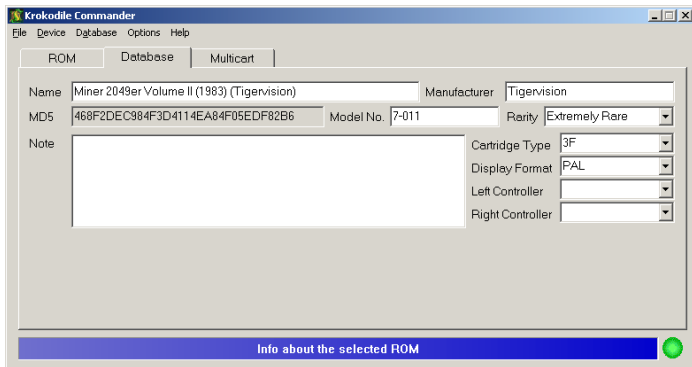 Krokodile Commander
File Device Database Options Help
ROM Database Multicart
Name Miner 2049er Volume II (1983) (Tigervision) Manufacturer Tigervision
MD5 468F2DEC984F3D4114EA84F05EDF82B6 Model No. 7-011 Rarity Extremely Rare
Note Cartridge Type 3F
Display Format PAL
Left Controller
Right Controller
Info about the selected ROM